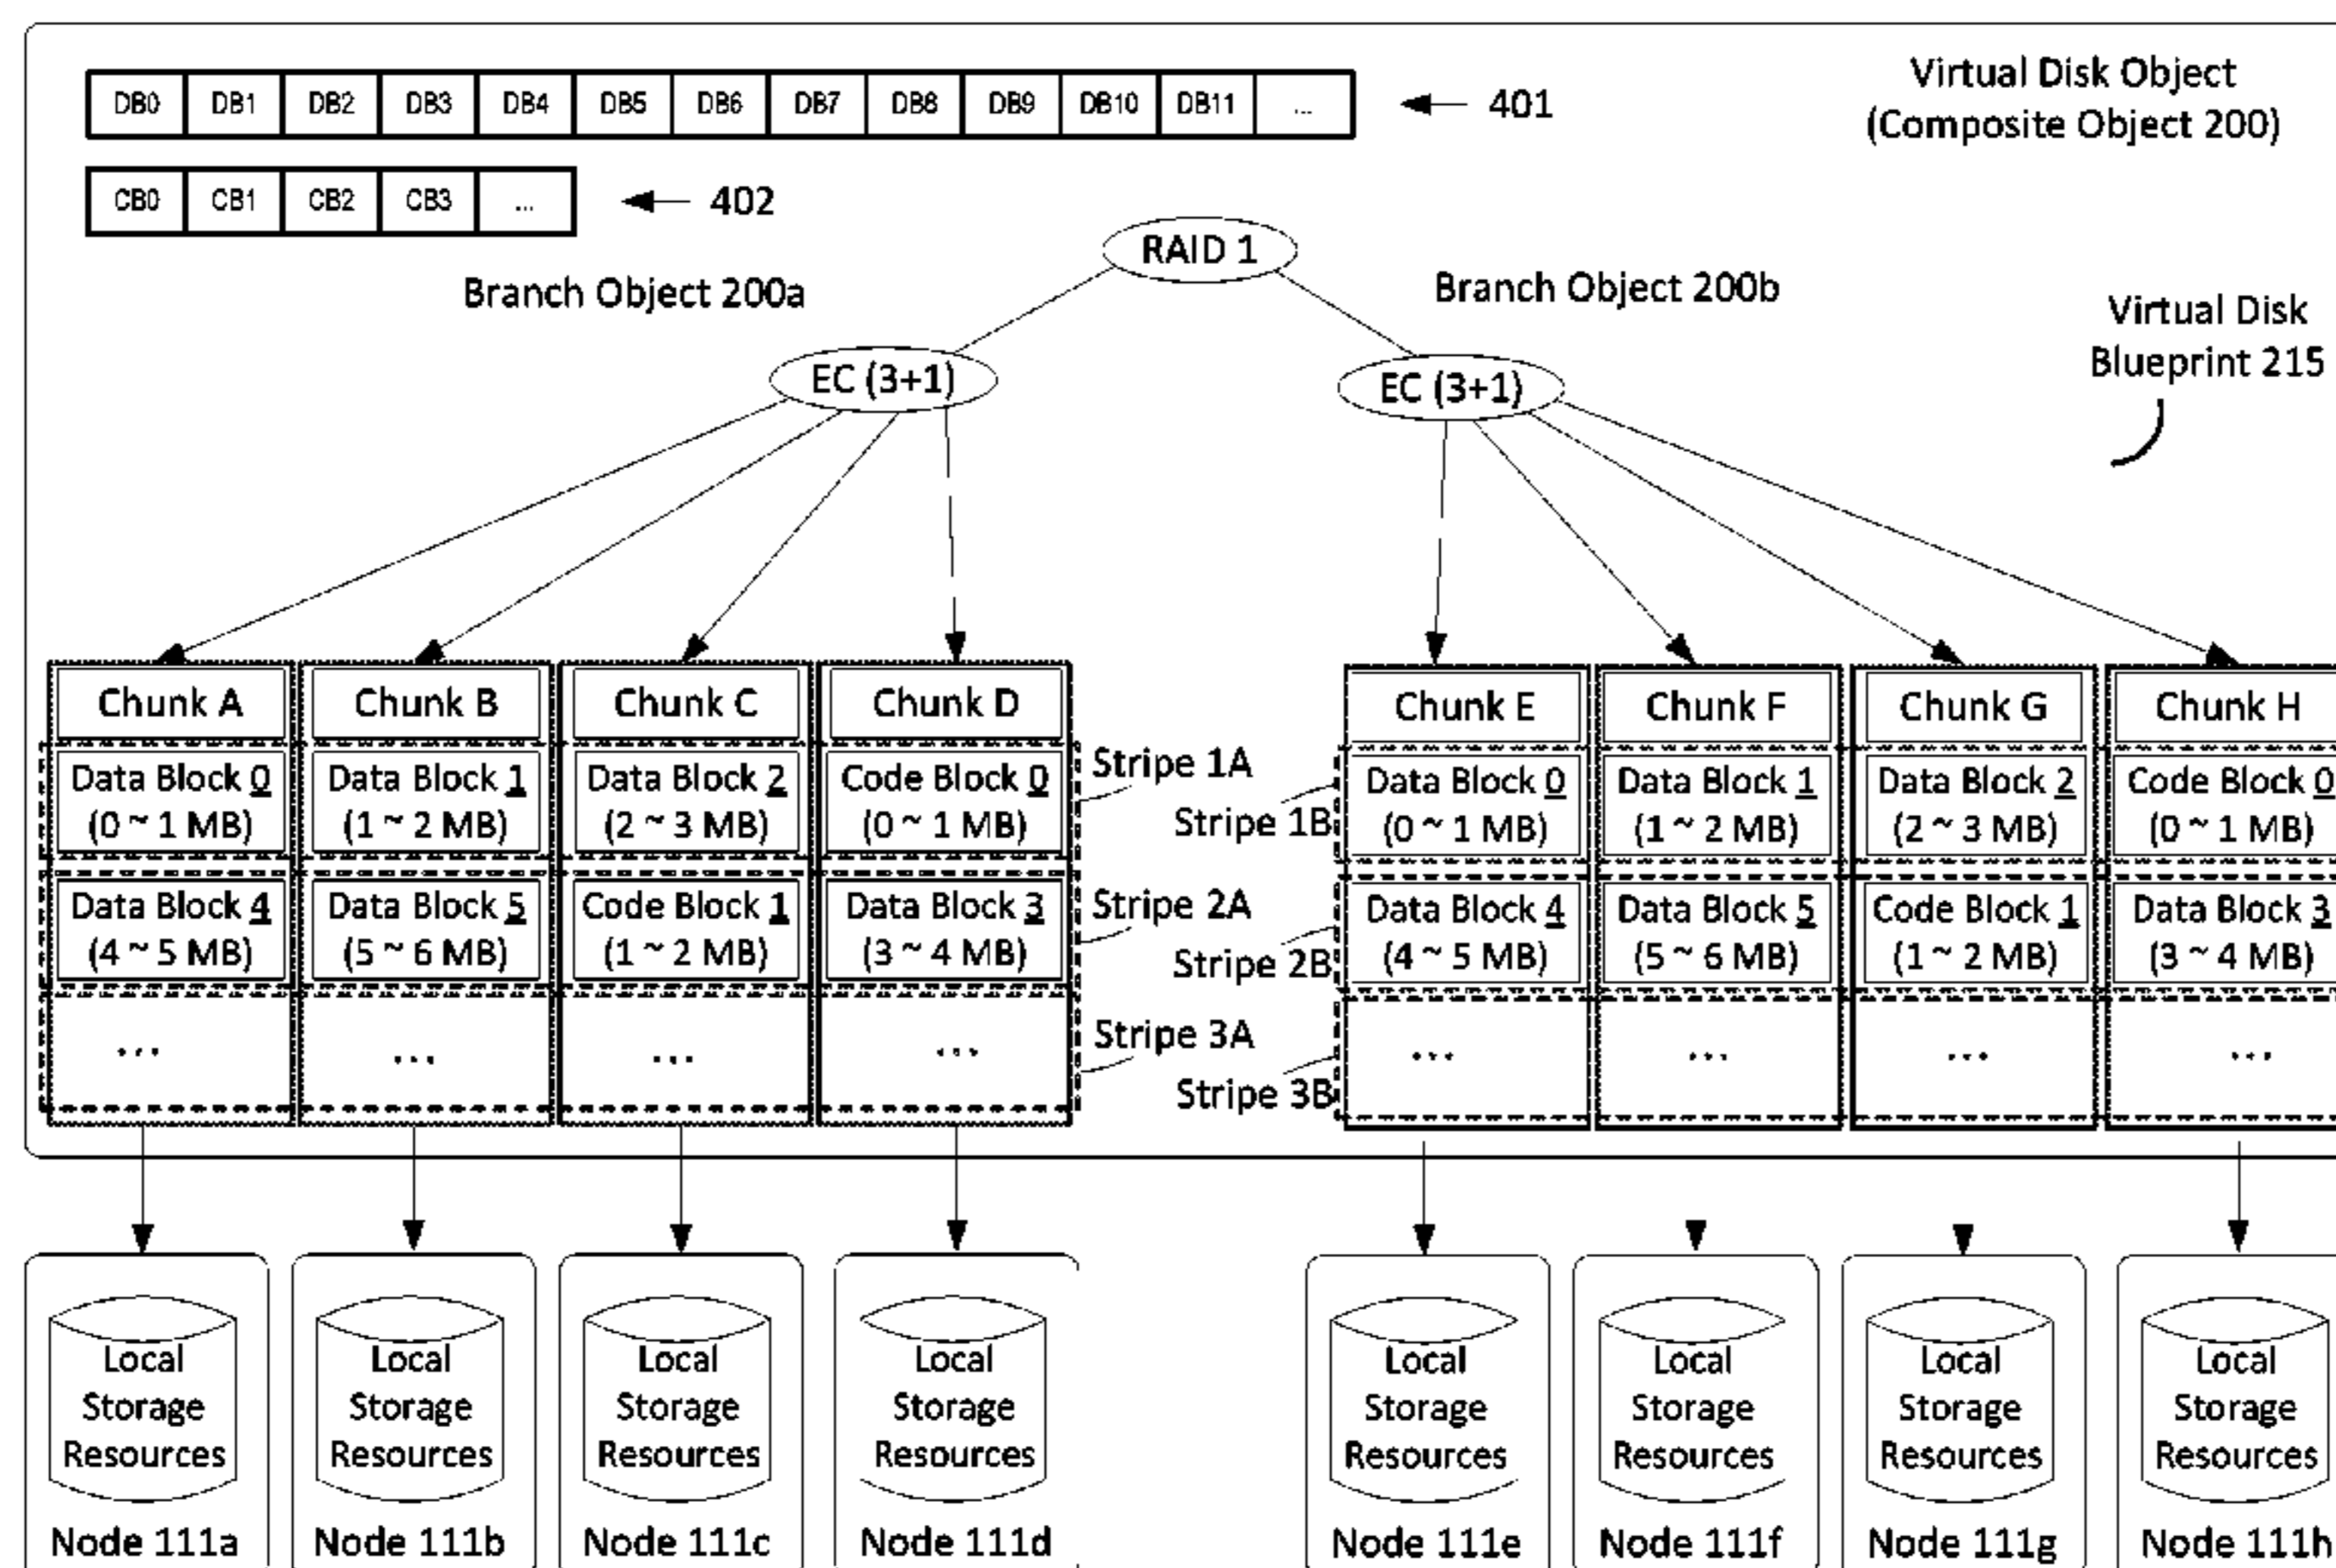 DB0 DB1 DB2 DB3 DB4 DB5 DB6 DB7 DB8 DB9 DB10 DB11 ... 401
Virtual Disk Object
(Composite Object 200)
CB0 CB1 CB2 CB3 ... 402
RAID 1
Branch Object 200a
Branch Object 200b
Virtual Disk
Blueprint 215
EC (3+1)
EC (3+1)
Chunk A Chunk B Chunk C Chunk D
Data Block 0 Data Block 1 Data Block 2 Code Block 0
(0 ~ 1 MB) (1 ~ 2 MB) (2 ~ 3 MB) (0 ~ 1 MB)
Data Block 4 Data Block 5 Code Block 1 Data Block 3
(4 ~ 5 MB) (5 ~ 6 MB) (1 ~ 2 MB) (3 ~ 4 MB)
... ... ... ...
Stripe 1A
Stripe 1B
Stripe 2A
Stripe 2B
Stripe 3A
Stripe 3B
Chunk E Chunk F Chunk G Chunk H
Data Block 0 Data Block 1 Data Block 2 Code Block 0
(0 ~ 1 MB) (1 ~ 2 MB) (2 ~ 3 MB) (0 ~ 1 MB)
Data Block 4 Data Block 5 Code Block 1 Data Block 3
(4 ~ 5 MB) (5 ~ 6 MB) (1 ~ 2 MB) (3 ~ 4 MB)
... ... ... ...
Local Local Local Local Local Local Local Local
Storage Storage Storage Storage Storage Storage Storage Storage
Resources Resources Resources Resources Resources Resources Resources Resources
Node 111a Node 111b Node 111c Node 111d Node 111e Node 111f Node 111g Node 111h